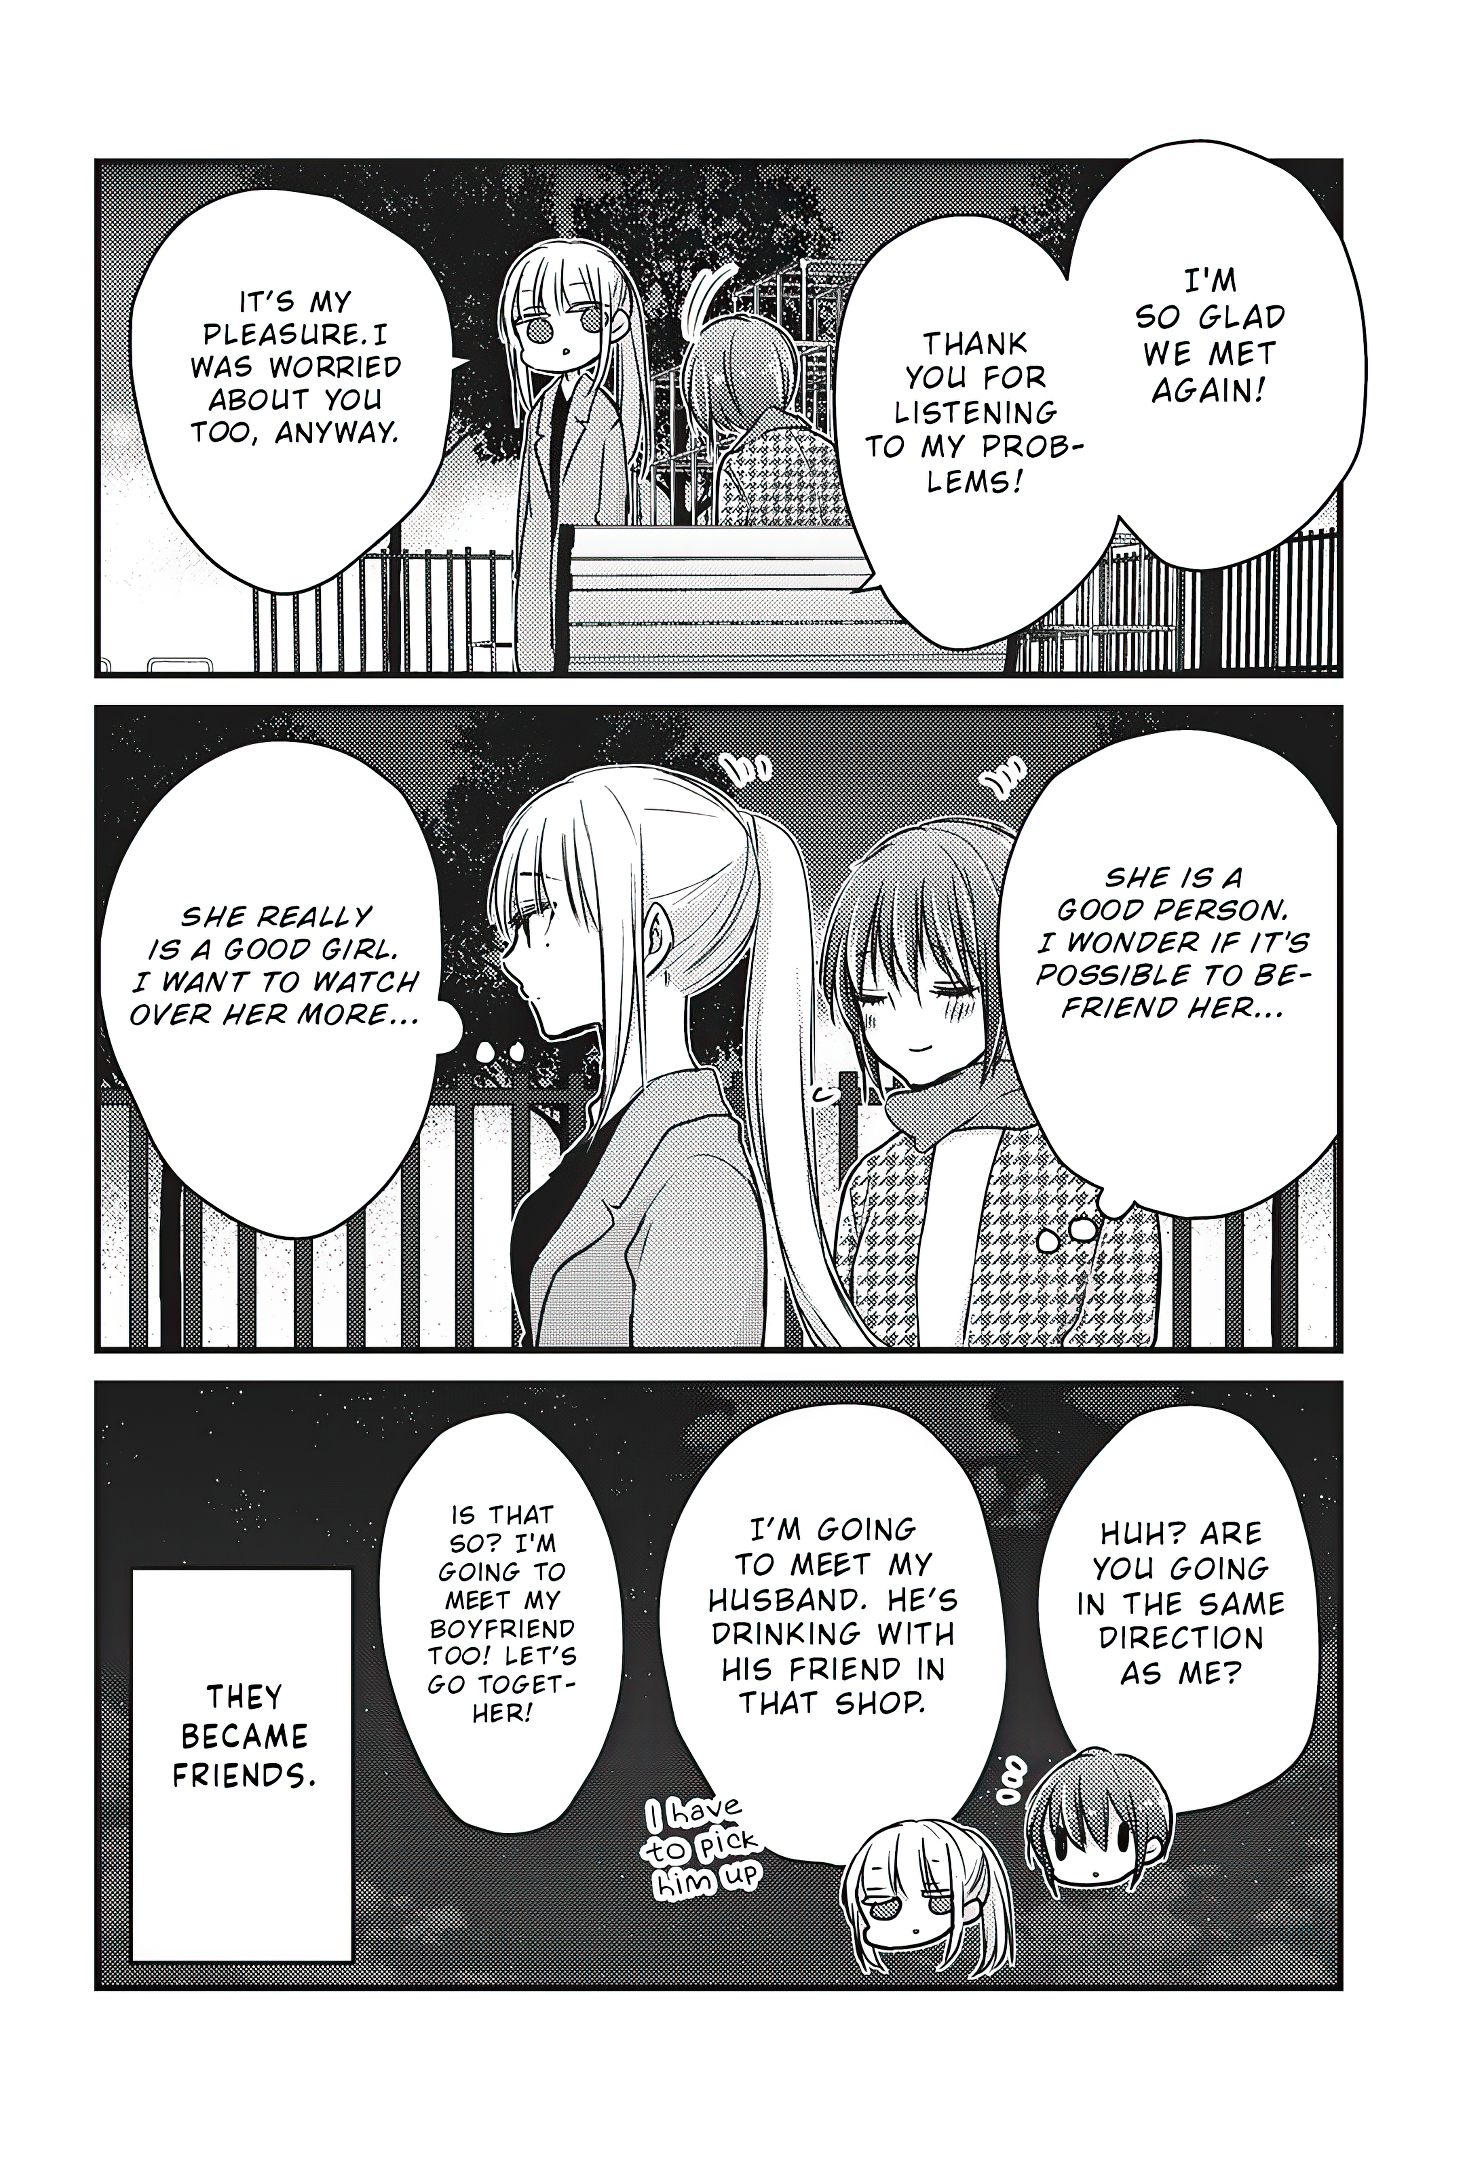 I'M
SO GLAD
WE MET
AGAIN!
THANK
YOU FOR
LISTENING
TO MY PROB-
LEMS!
IT'S MY
PLEASURE.I
WAS WORRIED
ABOUT YOU
TOO, ANYWAY.
SHE IS A
GOOD PERSON.
I WONDER IF IT'S
POSSIBLE TO BE-
FRIEND HER...
SHE REALLY
IS A GOOD GIRL.
I WANT TO WATCH
OVER HER MORE...
HUH? ARE
YOU GOING
IN THE SAME
DIRECTION
AS ME?
I'M GOING
TO MEET MY
HUSBAND. HE'S
DRINKING WITH
HIS FRIEND IN
THAT SHOP.
I have
to pick
him up
IS THAT
SO? I'M
GOING TO
MEET MY
BOYFRIEND
TOO! LET'S
GO TOGET-
HER!
THEY
BECAME
FRIENDS.